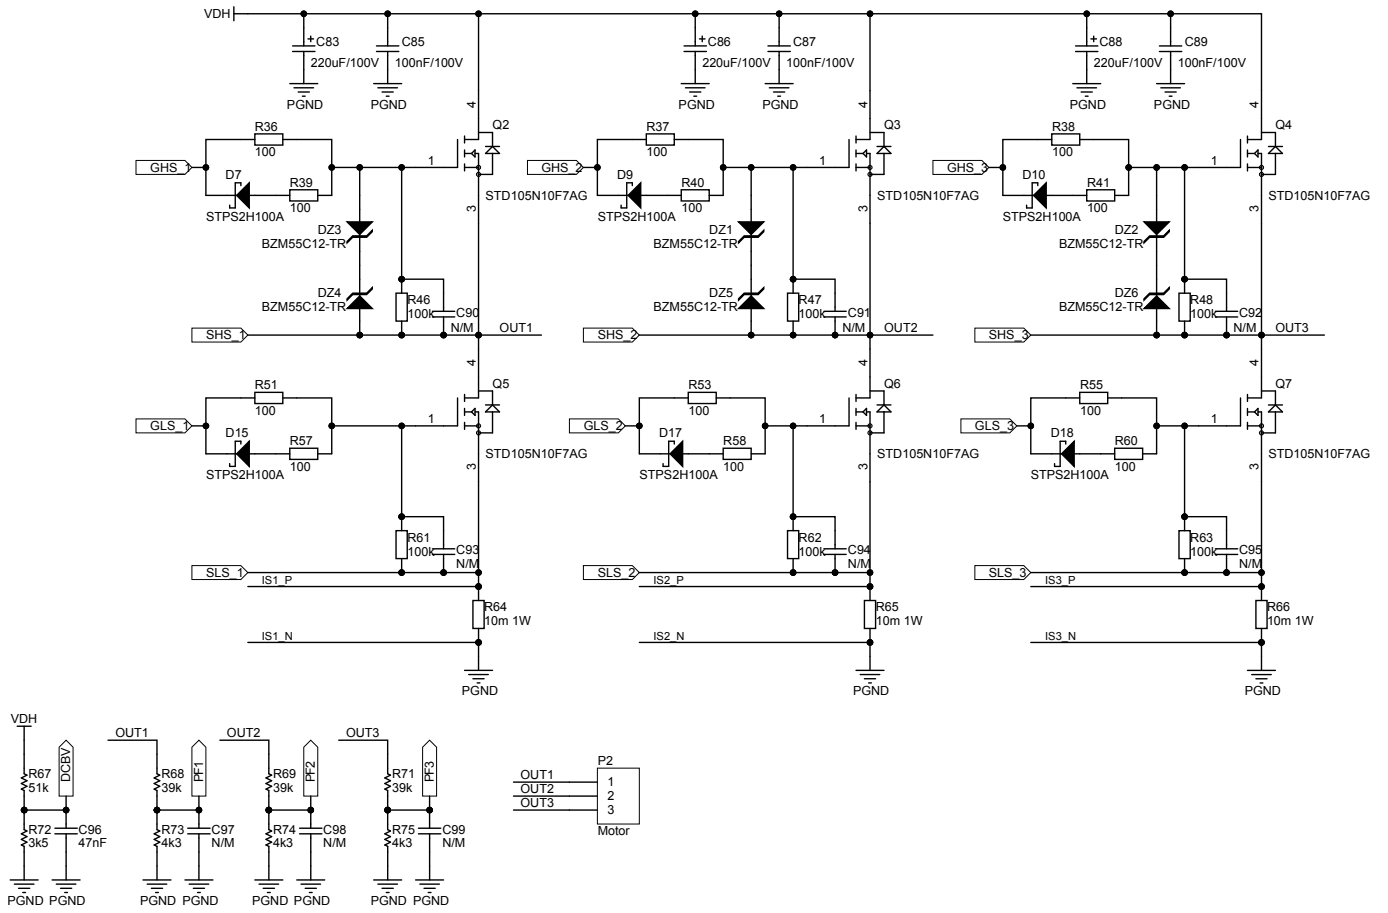 VDH
C83
220uF/100V
PGND
C85
100nF/100V
PGND
C86
220uF/100V
PGND
C87
100nF/100V
PGND
C88
220uF/100V
PGND
C89
100nF/100V
PGND
GHS_1
R36
100
D7
STPS2H100A
R39
100
1
4
Q2
STD105N10F7AG
3
DZ3
BZM55C12-TR
DZ4
BZM55C12-TR
R46
100k
C90
N/M
SHS_1
OUT1
GHS_2
R37
100
D9
STPS2H100A
R40
100
1
4
Q3
STD105N10F7AG
3
DZ1
BZM55C12-TR
DZ5
BZM55C12-TR
R47
100k
C91
N/M
SHS_2
OUT2
GHS_3
R38
100
D10
STPS2H100A
R41
100
1
4
Q4
STD105N10F7AG
3
DZ2
BZM55C12-TR
DZ6
BZM55C12-TR
R48
100k
C92
N/M
SHS_3
OUT3
GLS_1
R51
100
D15
STPS2H100A
R57
100
1
4
Q5
STD105N10F7AG
3
R61
100k
C93
N/M
SLS_1
IS1_P
R64
10m 1W
IS1_N
PGND
GLS_2
R53
100
D17
STPS2H100A
R58
100
1
4
Q6
STD105N10F7AG
3
R62
100k
C94
N/M
SLS_2
IS2_P
R65
10m 1W
IS2_N
PGND
GLS_3
R55
100
D18
STPS2H100A
R60
100
1
4
Q7
STD105N10F7AG
3
R63
100k
C95
N/M
SLS_3
IS3_P
R66
10m 1W
IS3_N
PGND
VDH
R67
51k
DCBV
R72
3k5
C96
47nF
PGND PGND
OUT1
R68
39k
PF1
R73
4k3
C97
N/M
PGND PGND
OUT2
R69
39k
PF2
R74
4k3
C98
N/M
PGND PGND
OUT3
R71
39k
PF3
R75
4k3
C99
N/M
PGND PGND
P2
OUT1 1
OUT2 2
OUT3 3
Motor